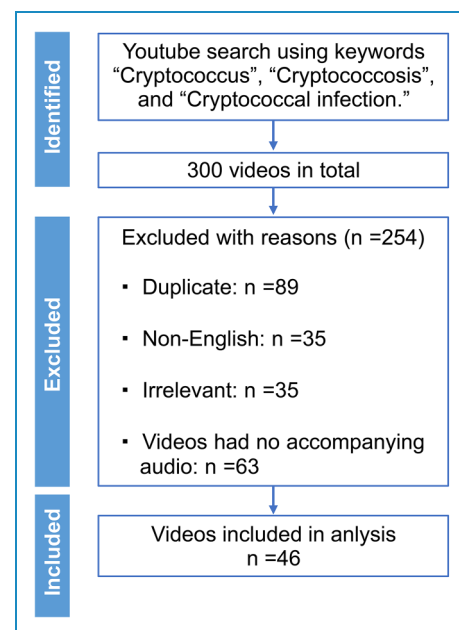 Identified
Youtube search using keywords
“Cryptococcus”, “Cryptococcosis”,
and “Cryptococcal infection.”
300 videos in total
Excluded
Excluded with reasons (n =254)
▪ Duplicate: n =89
▪ Non-English: n =35
▪ Irrelevant: n =35
▪ Videos had no accompanying
audio: n =63
Included
Videos included in anlysis
n =46